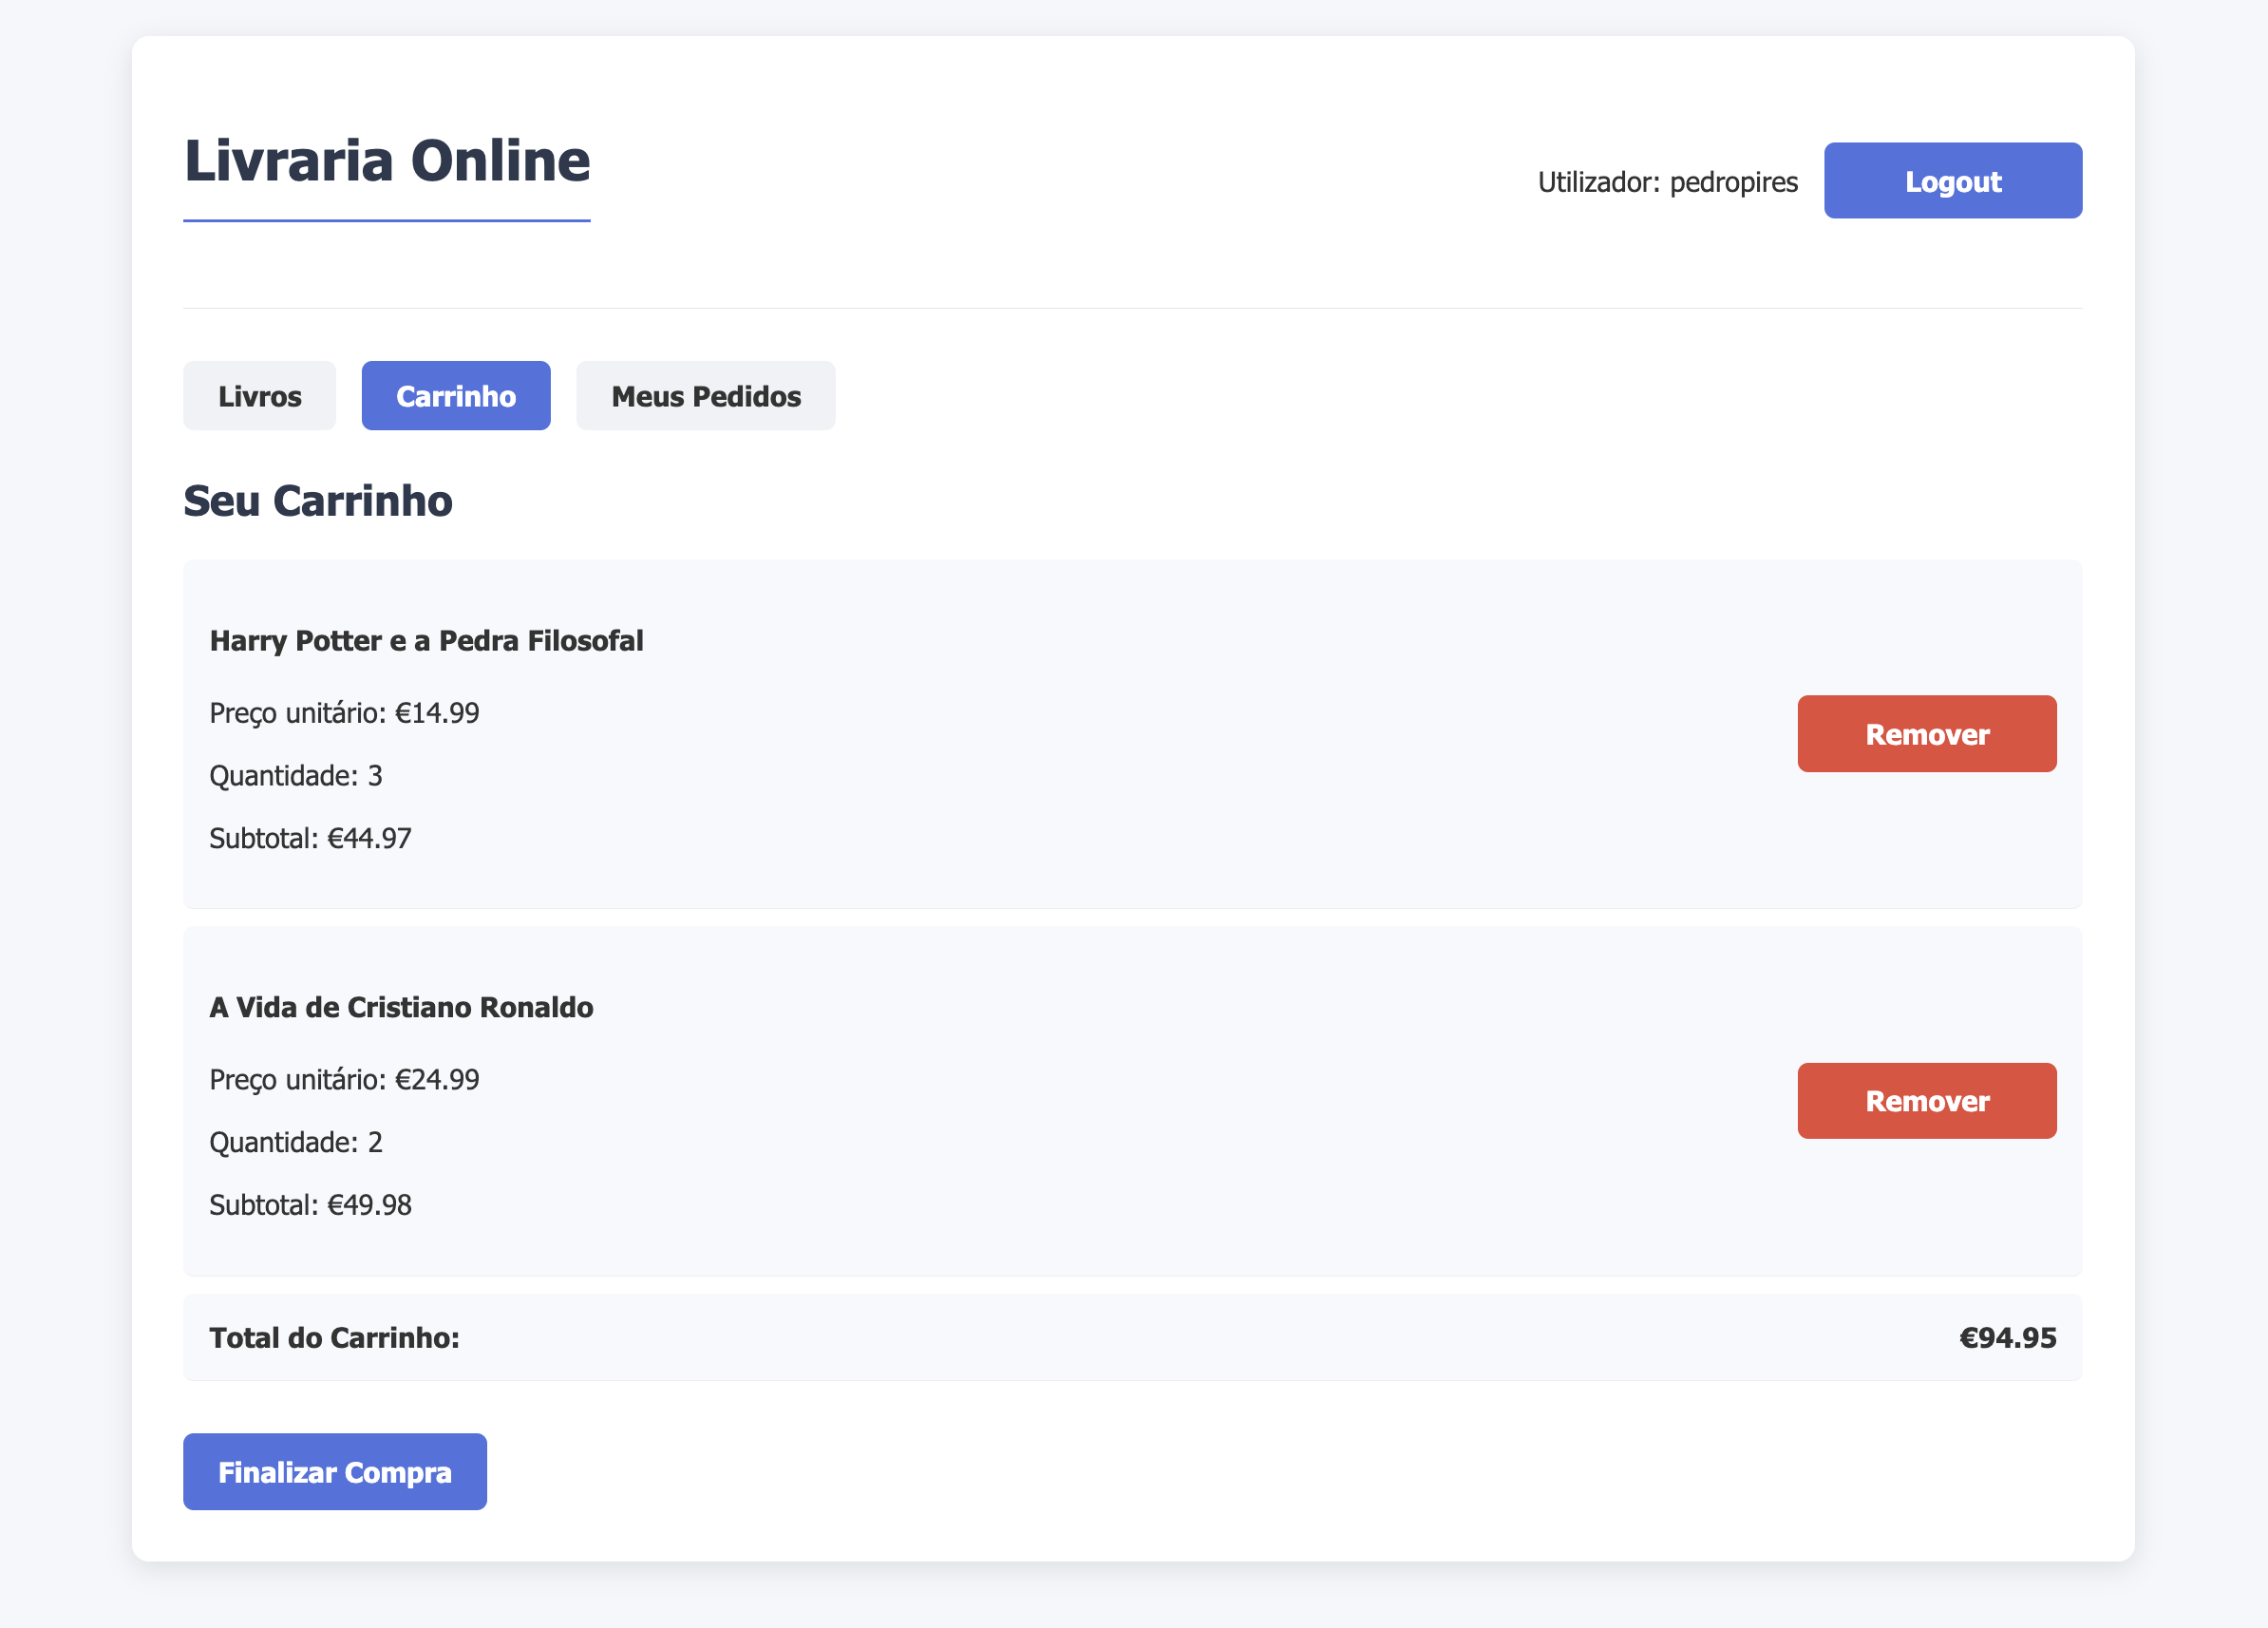 Livraria Online
Utilizador: pedropires
Logout
Livros
Carrinho
Meus Pedidos
Seu Carrinho
Harry Potter e a Pedra Filosofal
Preço unitário: €14.99
Quantidade: 3
Subtotal: €44.97
Remover
A Vida de Cristiano Ronaldo
Preço unitário: €24.99
Quantidade: 2
Subtotal: €49.98
Remover
Total do Carrinho:
€94.95
Finalizar Compra